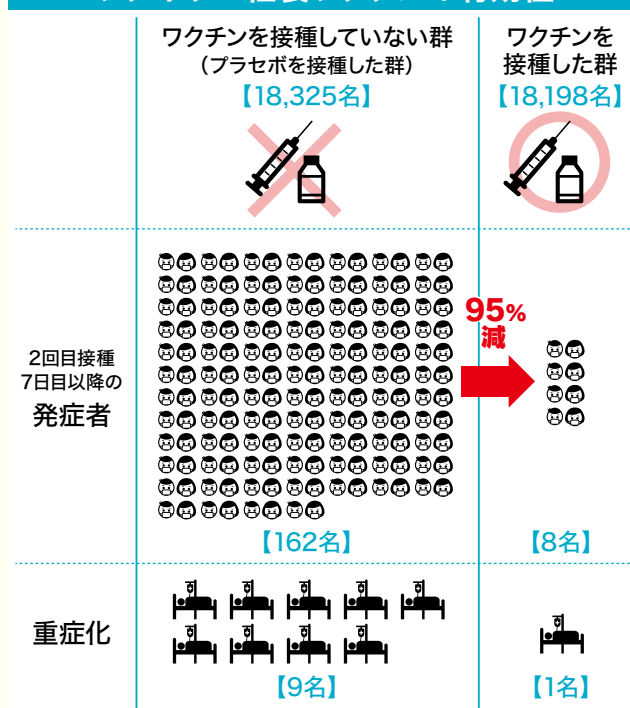 ワクチンを接種していない群
（プラセボを接種した群）
【18,325名】
ワクチンを
接種した群
【18,198名】
2回目接種
7日目以降の
発症者
95%
減
【162名】
【8名】
重症化
【9名】
【1名】